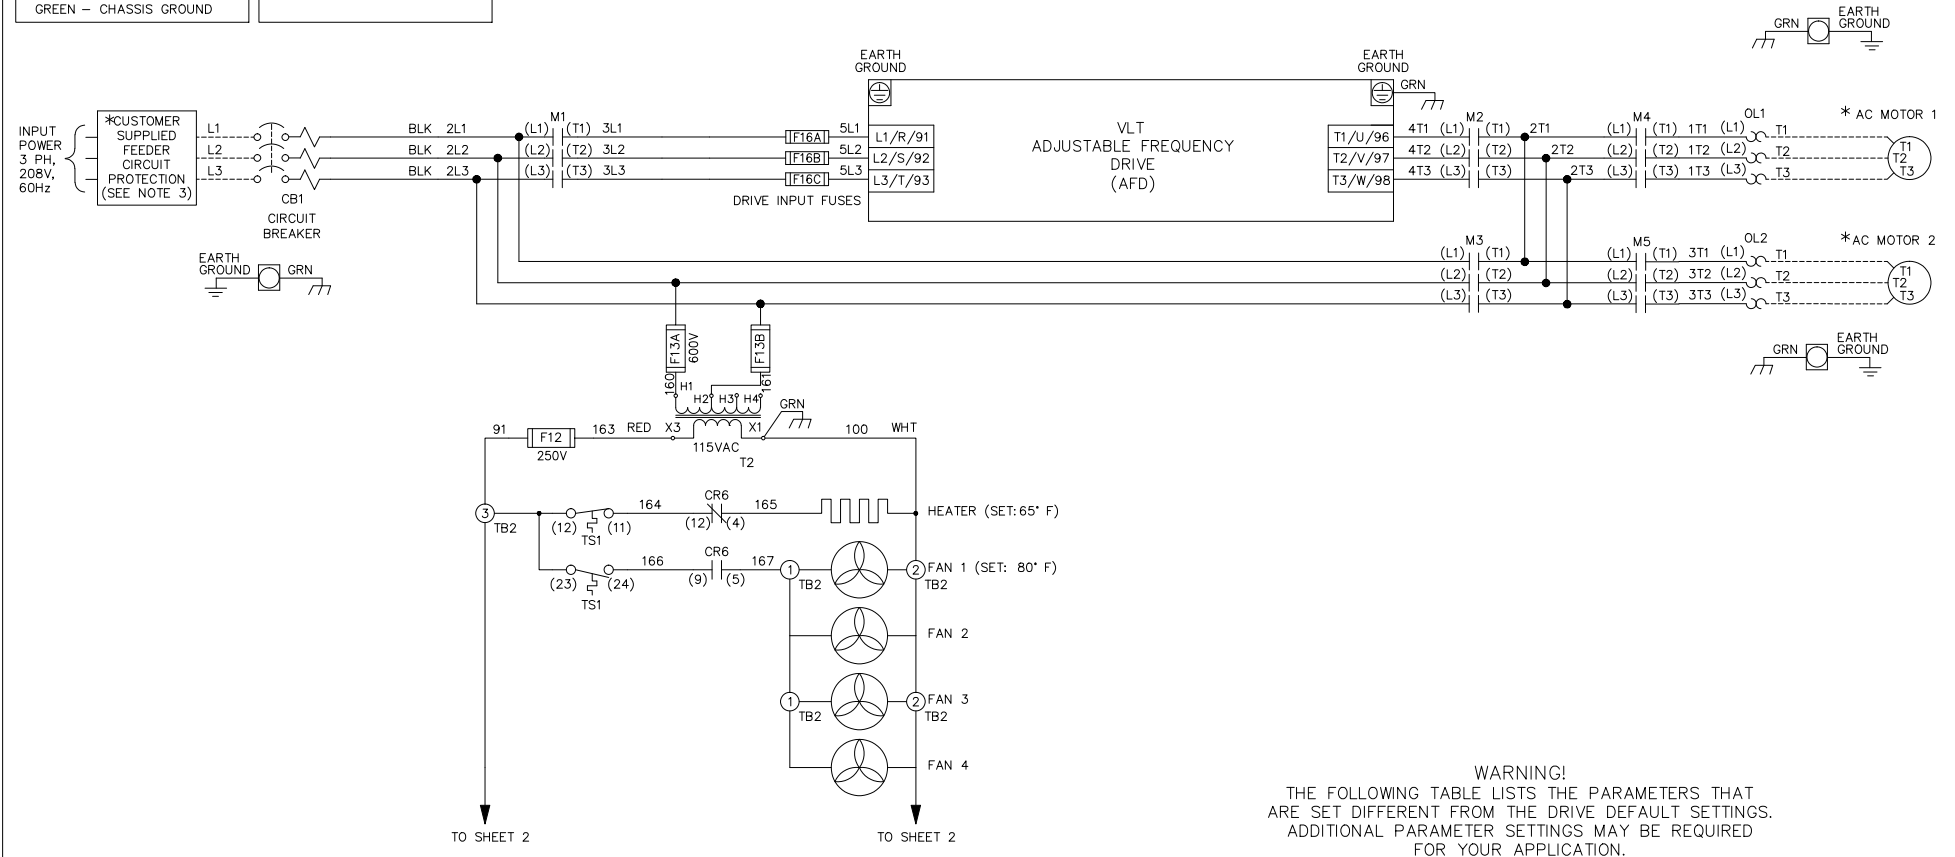 GREEN – CHASSIS GROUND
EARTH
GRN GROUND
EARTH
GROUND
EARTH
GROUND
GRN
INPUT
POWER
3 PH,
208V,
60Hz
*CUSTOMER
SUPPLIED
FEEDER
CIRCUIT
PROTECTION
(SEE NOTE 3)
L1
L2
L3
CB1
CIRCUIT
BREAKER
BLK 2L1
BLK 2L2
BLK 2L3
M1
(L1) (T1) 3L1
(L2) (T2) 3L2
(L3) (T3) 3L3
F16A 5L1
F16B 5L2
F16C 5L3
DRIVE INPUT FUSES
L1/R/91
L2/S/92
L3/T/93
VLT
ADJUSTABLE FREQUENCY
DRIVE
(AFD)
T1/U/96
T2/V/97
T3/W/98
M2
4T1 (L1) (T1) 2T1
4T2 (L2) (T2) 2T2
4T3 (L3) (T3) 2T3
M4
OL1
(L1) (T1) 1T1 (L1) T1
(L2) (T2) 1T2 (L2) T2
(L3) (T3) 1T3 (L3) T3
* AC MOTOR 1
T1
T2
T3
EARTH
GROUND GRN
M3
(L1) (T1)
(L2) (T2)
(L3) (T3)
M5
OL2
(L1) (T1) 3T1 (L1) T1
(L2) (T2) 3T2 (L2) T2
(L3) (T3) 3T3 (L3) T3
*AC MOTOR 2
T1
T2
T3
EARTH
GRN GROUND
F13A
600V
F13B
160
161
H1
H2 H3 H4
GRN
91 F12 163 RED X3 X1 100 WHT
250V
115VAC
T2
3
TB2
(12) (11)
TS1
164
CR6
(12) (4)
165
HEATER (SET:65° F)
(23) (24)
TS1
166
CR6
(9) (5)
167
1
TB2
2
TB2
FAN 1 (SET: 80° F)
FAN 2
1
TB2
2
TB2
FAN 3
FAN 4
TO SHEET 2
TO SHEET 2
WARNING!
THE FOLLOWING TABLE LISTS THE PARAMETERS THAT
ARE SET DIFFERENT FROM THE DRIVE DEFAULT SETTINGS.
ADDITIONAL PARAMETER SETTINGS MAY BE REQUIRED
FOR YOUR APPLICATION.